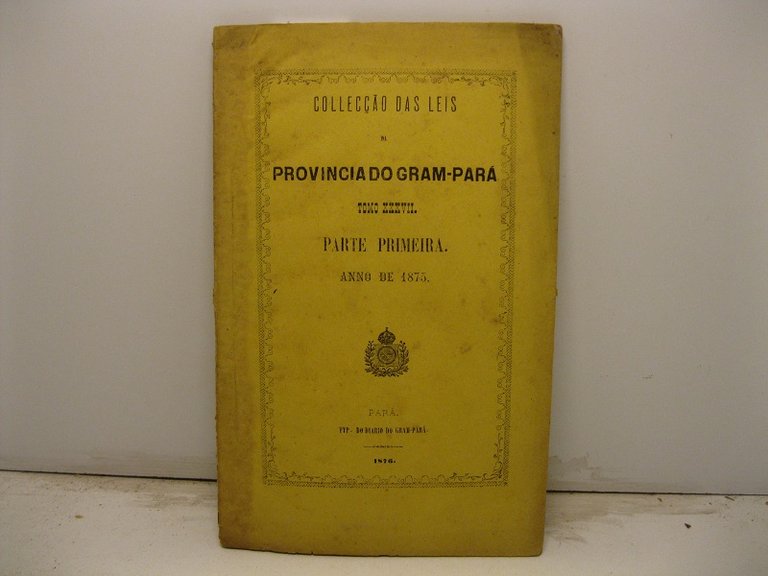 COLLECÇÃO DAS LEIS
DA
PROVINCIA DO GRAM-PARÁ
TOMO XXXVII.
PARTE PRIMEIRA.
ANNO DE 1875.
PARÁ.
TYP. DO DIARIO DO GRAM-PARÁ
1876.